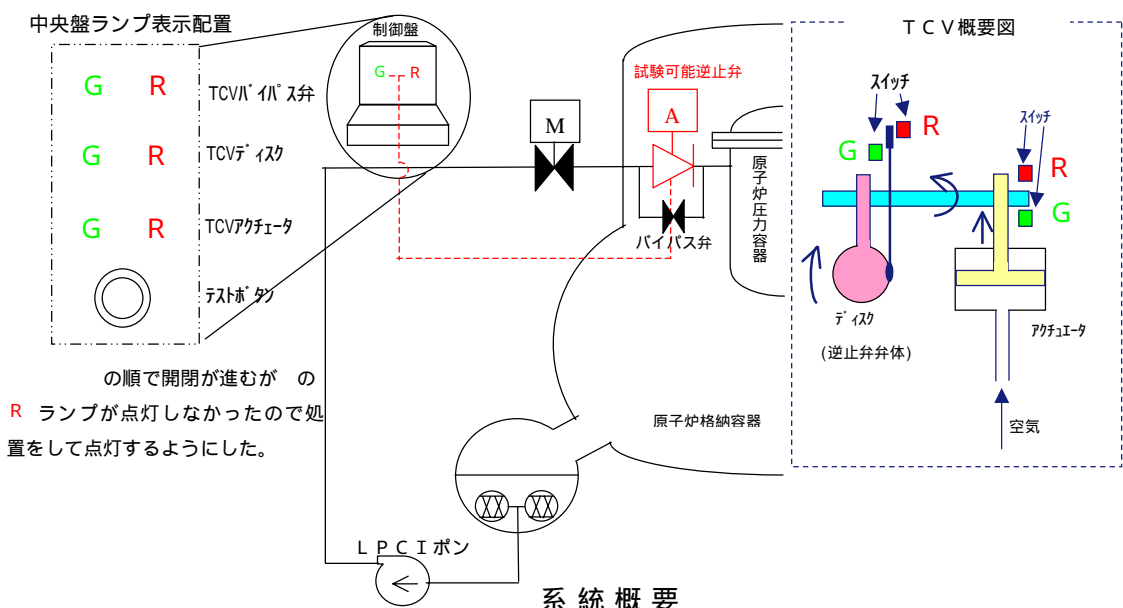 中央盤ランプ表示配置
G R TCVバイパス弁
G R TCVディスク
G R TCVアクチェータ
テストボタン
の順で開閉が進むが の
R ランプが点灯しなかったので処
置をして点灯するようにした。
制御盤
G R
M
試験可能逆止弁
A
バイパス弁
原子炉圧力容器
原子炉格納容器
LPCIポン
系統概要
TCV概要図
スイッチ
R
G
スイッチ
R
G
ディスク
(逆止弁弁体)
アクチュエータ
空気